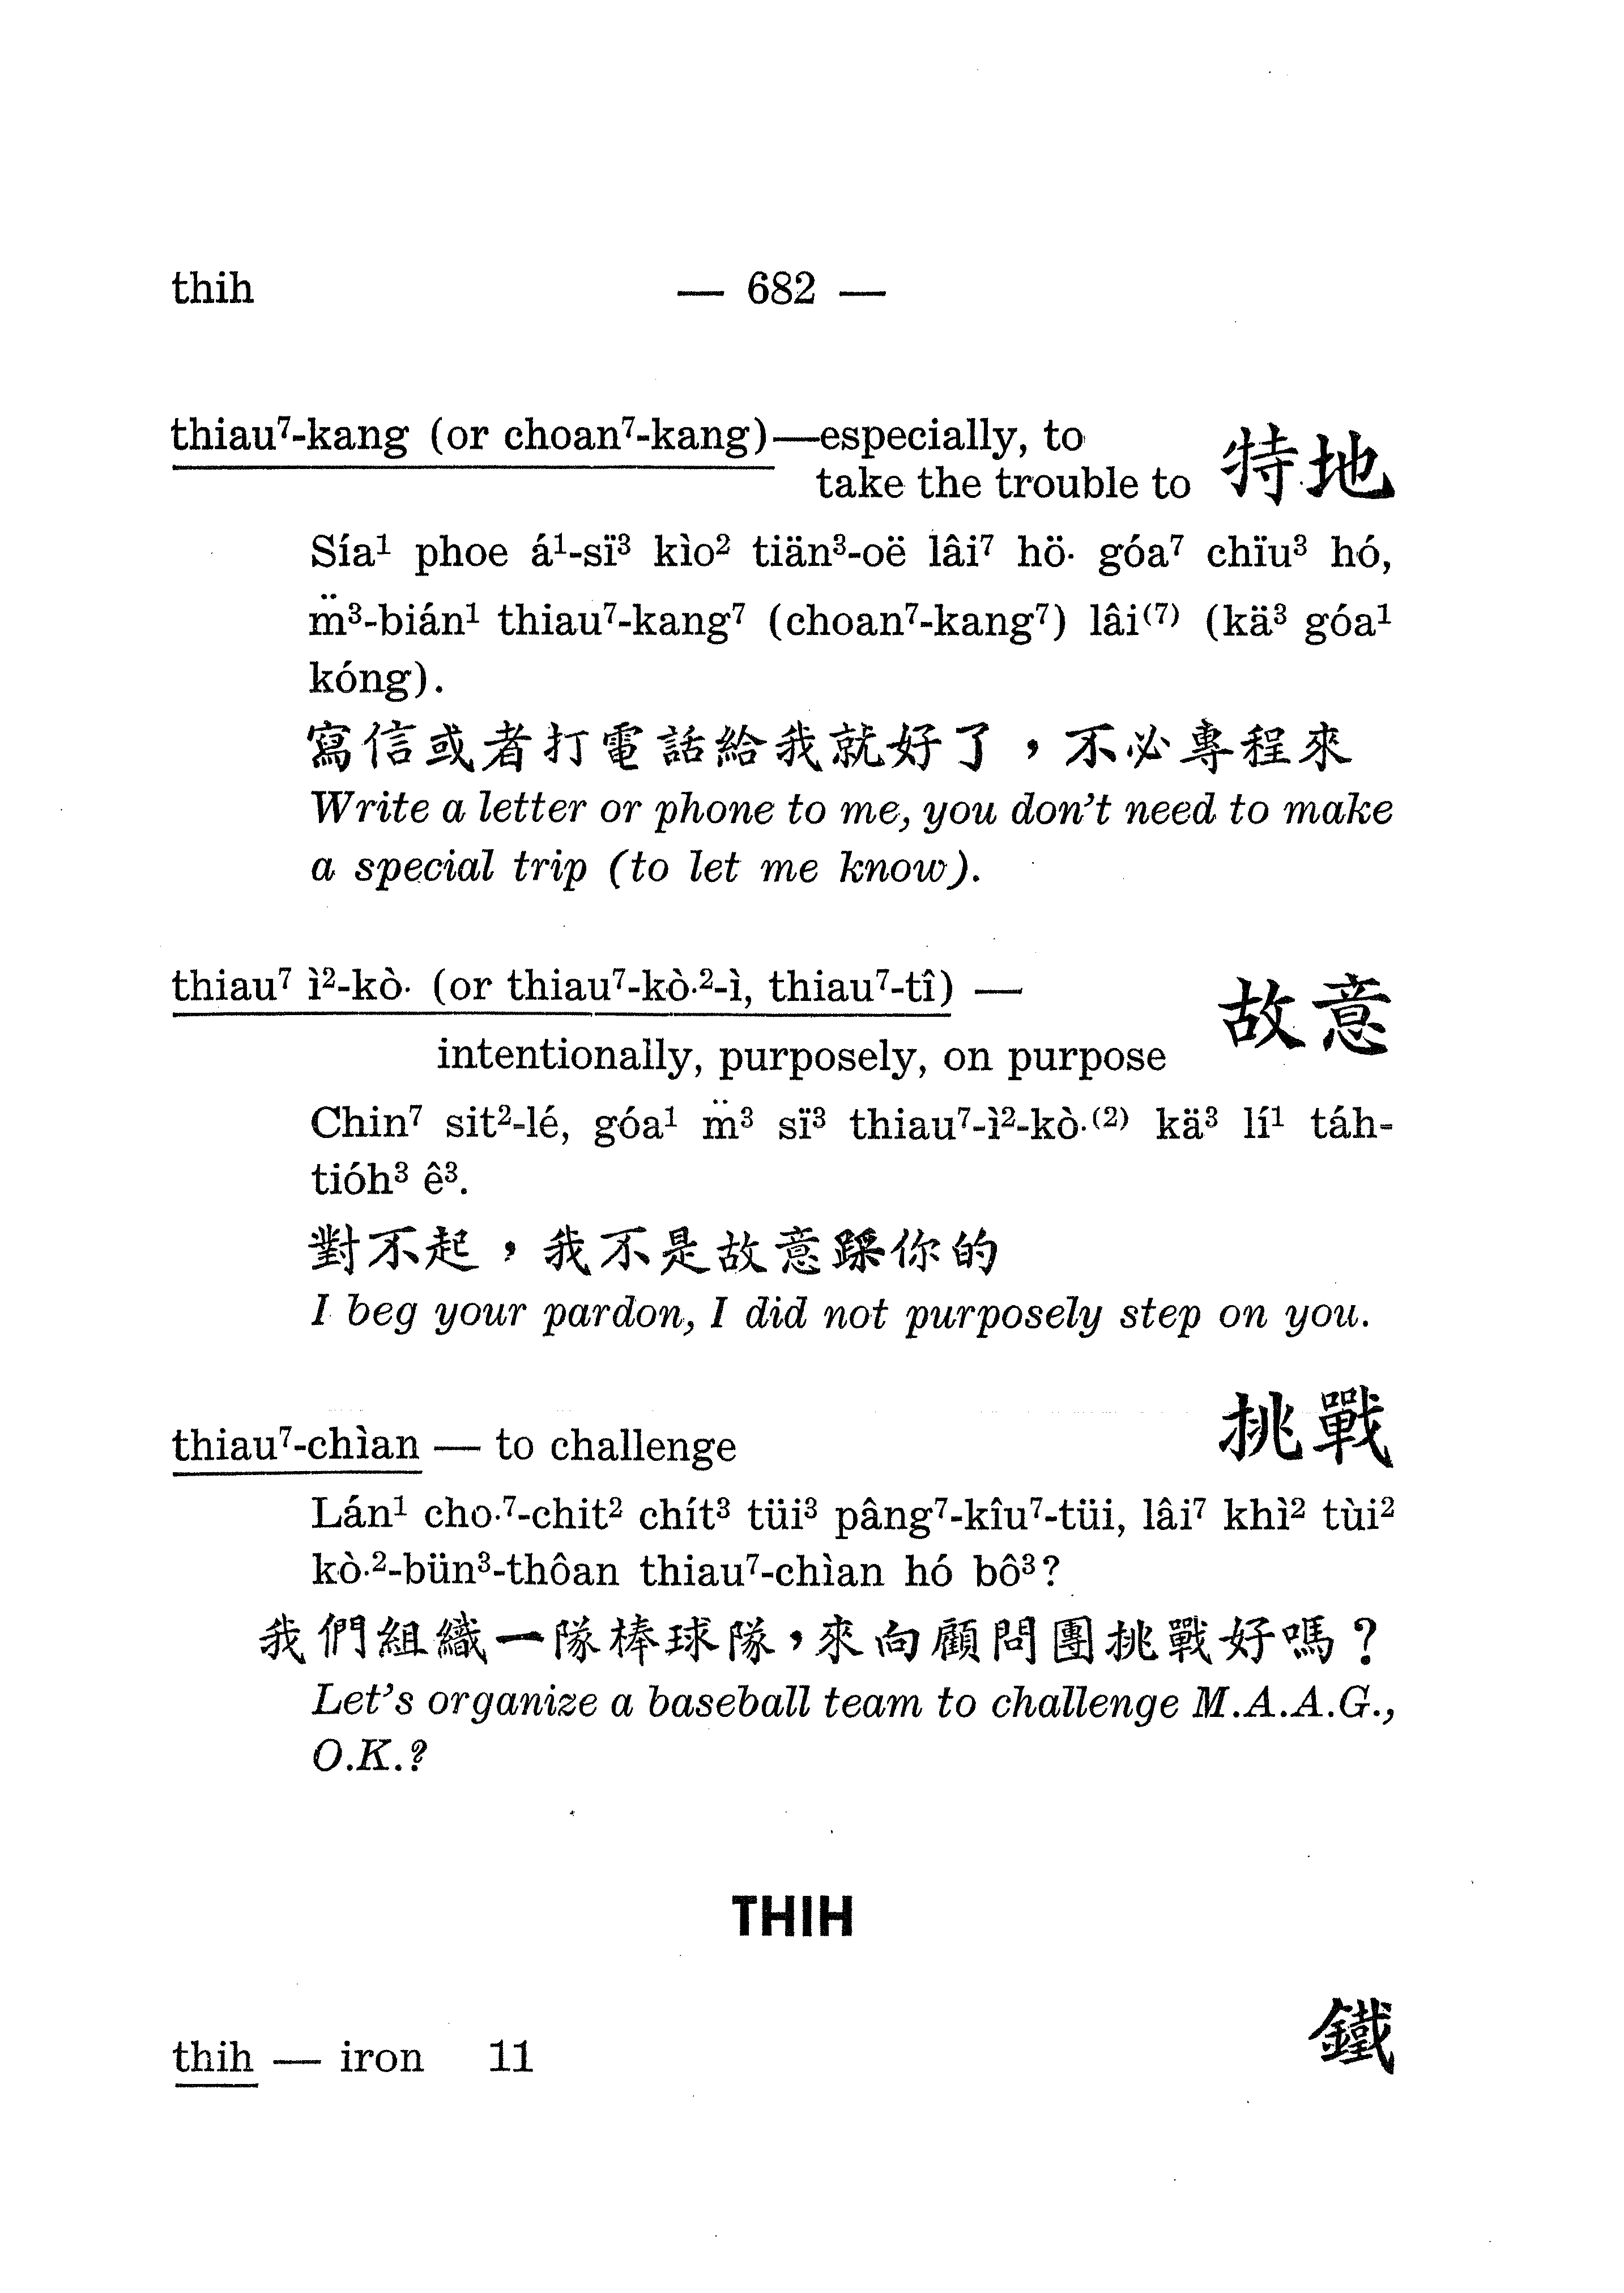 thih — 682 —
thiau⁷-kang (or choan⁷-kang)—especially, to 特地
take the trouble to
Sía¹ phoe á¹-sï³ kìo² tiän³-oë lâi⁷ hö· góa⁷ chïu³ hó,
m̈³-bián¹ thiau⁷-kang⁷ (choan⁷-kang⁷) lâi⁽⁷⁾ (kä³ góa¹
kóng).
寫信或者打電話給我就好了，不必專程來
Write a letter or phone to me, you don't need to make
a special trip (to let me know).
thiau⁷ ì²-kò· (or thiau⁷-kò·²-ì, thiau⁷-tî) — 故意
intentionally, purposely, on purpose
Chin⁷ sit²-lé, góa¹ m̈³ sï³ thiau⁷-ì²-kò·⁽²⁾ kä³ lí¹ táh-
tióh³ ê³.
對不起，我不是故意踩你的
I beg your pardon, I did not purposely step on you.
thiau⁷-chìan — to challenge 挑戰
Lán¹ cho·⁷-chit² chít³ tüi³ pâng⁷-kîu⁷-tüi, lâi⁷ khì² tùi²
kò·²-bün³-thôan thiau⁷-chìan hó bô³?
我們組織一隊棒球隊，來向顧問團挑戰好嗎？
Let's organize a baseball team to challenge M.A.A.G.,
O.K.?
THIH
thih — iron 11 鐵